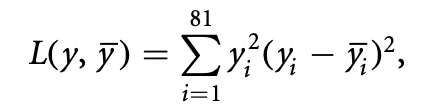 L(y, ȳ) = ∑_{i=1}^{81} y_i^2 (y_i − ȳ_i)^2,